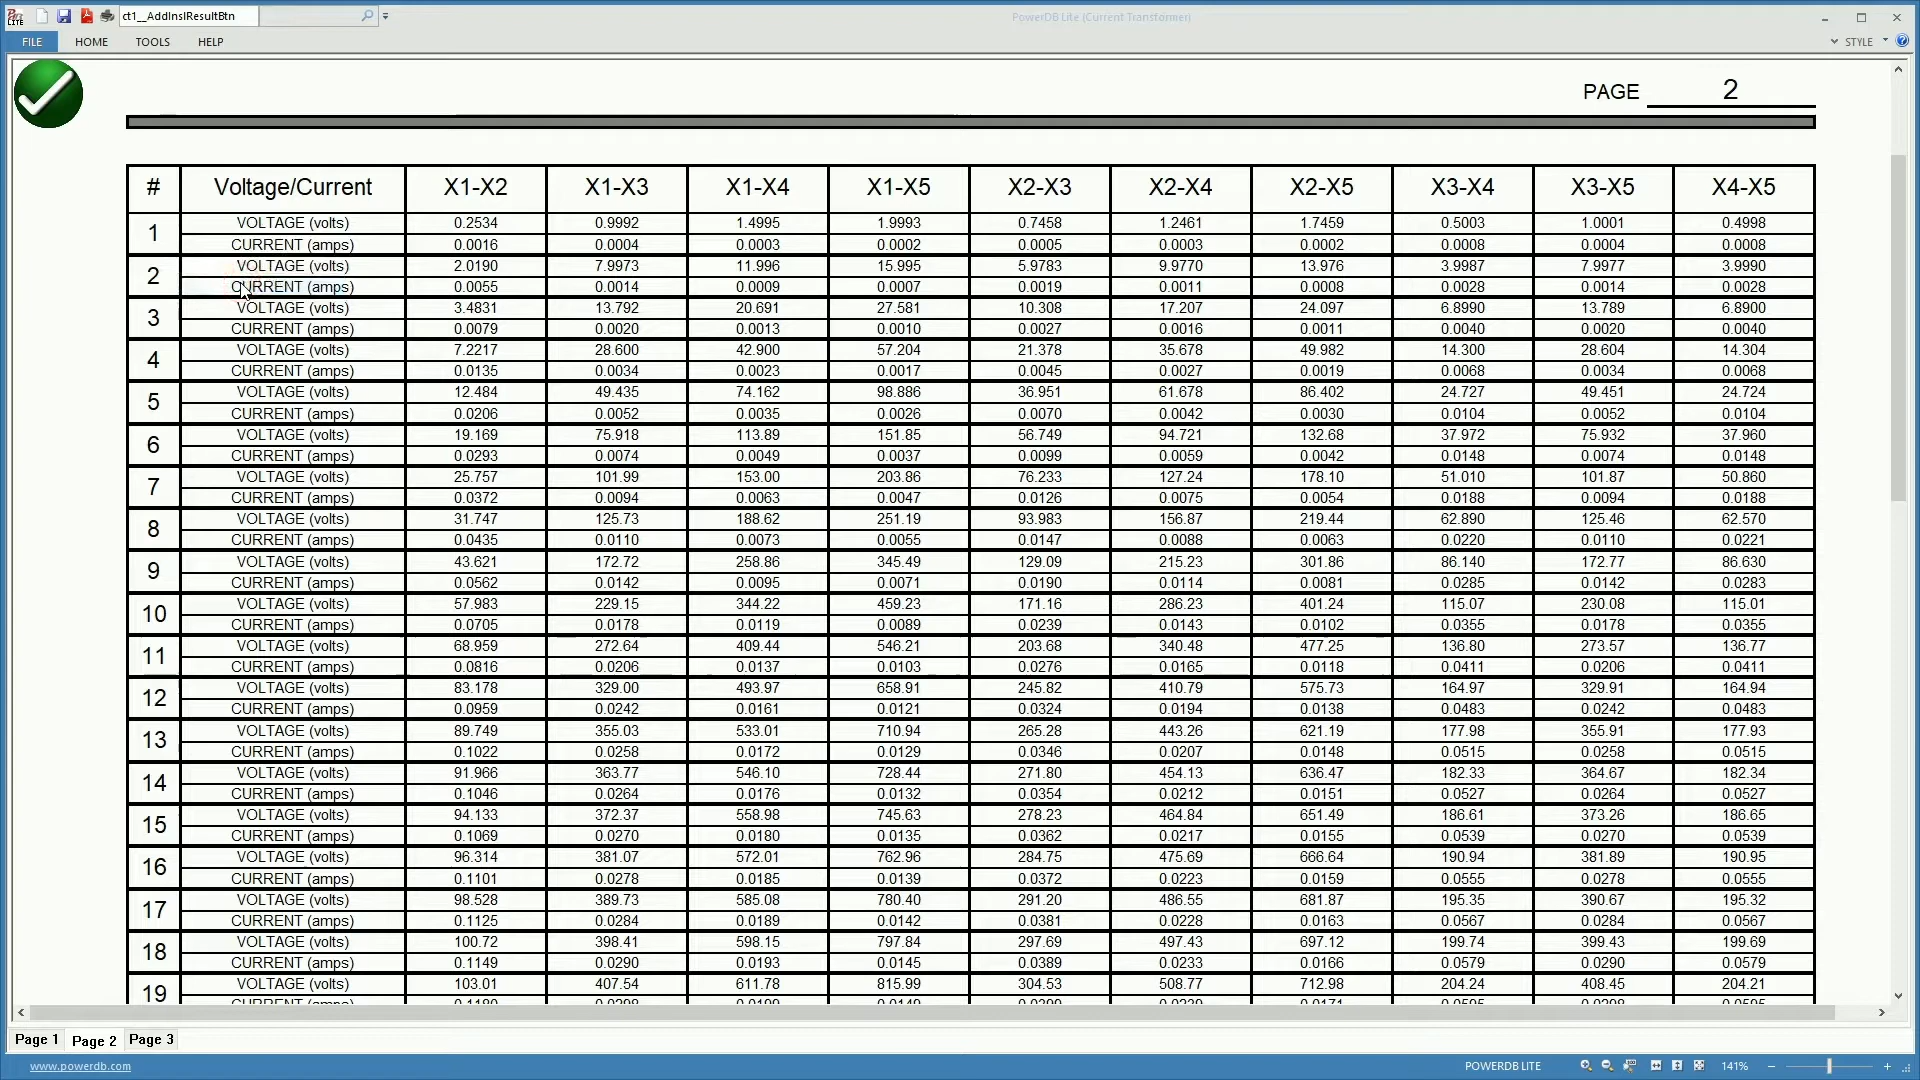 ct1__AddInslResultBtn
PowerDB Lite (Current Transformer)
FILE HOME TOOLS HELP STYLE
PAGE 2
# Voltage/Current X1-X2 X1-X3 X1-X4 X1-X5 X2-X3 X2-X4 X2-X5 X3-X4 X3-X5 X4-X5
1 VOLTAGE (volts) 0.2534 0.9992 1.4995 1.9993 0.7458 1.2461 1.7459 0.5003 1.0001 0.4998
CURRENT (amps) 0.0016 0.0004 0.0003 0.0002 0.0005 0.0003 0.0002 0.0008 0.0004 0.0008
2 VOLTAGE (volts) 2.0190 7.9973 11.996 15.995 5.9783 9.9770 13.976 3.9987 7.9977 3.9990
CURRENT (amps) 0.0055 0.0014 0.0009 0.0007 0.0019 0.0011 0.0008 0.0028 0.0014 0.0028
3 VOLTAGE (volts) 3.4831 13.792 20.691 27.581 10.308 17.207 24.097 6.8990 13.789 6.8900
CURRENT (amps) 0.0079 0.0020 0.0013 0.0010 0.0027 0.0016 0.0011 0.0040 0.0020 0.0040
4 VOLTAGE (volts) 7.2217 28.600 42.900 57.204 21.378 35.678 49.982 14.300 28.604 14.304
CURRENT (amps) 0.0135 0.0034 0.0023 0.0017 0.0045 0.0027 0.0019 0.0068 0.0034 0.0068
5 VOLTAGE (volts) 12.484 49.435 74.162 98.886 36.951 61.678 86.402 24.727 49.451 24.724
CURRENT (amps) 0.0206 0.0052 0.0035 0.0026 0.0070 0.0042 0.0030 0.0104 0.0052 0.0104
6 VOLTAGE (volts) 19.169 75.918 113.89 151.85 56.749 94.721 132.68 37.972 75.932 37.960
CURRENT (amps) 0.0293 0.0074 0.0049 0.0037 0.0099 0.0059 0.0042 0.0148 0.0074 0.0148
7 VOLTAGE (volts) 25.757 101.99 153.00 203.86 76.233 127.24 178.10 51.010 101.87 50.860
CURRENT (amps) 0.0372 0.0094 0.0063 0.0047 0.0126 0.0075 0.0054 0.0188 0.0094 0.0188
8 VOLTAGE (volts) 31.747 125.73 188.62 251.19 93.983 156.87 219.44 62.890 125.46 62.570
CURRENT (amps) 0.0435 0.0110 0.0073 0.0055 0.0147 0.0088 0.0063 0.0220 0.0110 0.0221
9 VOLTAGE (volts) 43.621 172.72 258.86 345.49 129.09 215.23 301.86 86.140 172.77 86.630
CURRENT (amps) 0.0562 0.0142 0.0095 0.0071 0.0190 0.0114 0.0081 0.0285 0.0142 0.0283
10 VOLTAGE (volts) 57.983 229.15 344.22 459.23 171.16 286.23 401.24 115.07 230.08 115.01
CURRENT (amps) 0.0705 0.0178 0.0119 0.0089 0.0239 0.0143 0.0102 0.0355 0.0178 0.0355
11 VOLTAGE (volts) 68.959 272.64 409.44 546.21 203.68 340.48 477.25 136.80 273.57 136.77
CURRENT (amps) 0.0816 0.0206 0.0137 0.0103 0.0276 0.0165 0.0118 0.0411 0.0206 0.0411
12 VOLTAGE (volts) 83.178 329.00 493.97 658.91 245.82 410.79 575.73 164.97 329.91 164.94
CURRENT (amps) 0.0959 0.0242 0.0161 0.0121 0.0324 0.0194 0.0138 0.0483 0.0242 0.0483
13 VOLTAGE (volts) 89.749 355.03 533.01 710.94 265.28 443.26 621.19 177.98 355.91 177.93
CURRENT (amps) 0.1022 0.0258 0.0172 0.0129 0.0346 0.0207 0.0148 0.0515 0.0258 0.0515
14 VOLTAGE (volts) 91.966 363.77 546.10 728.44 271.80 454.13 636.47 182.33 364.67 182.34
CURRENT (amps) 0.1046 0.0264 0.0176 0.0132 0.0354 0.0212 0.0151 0.0527 0.0264 0.0527
15 VOLTAGE (volts) 94.133 372.37 558.98 745.63 278.23 464.84 651.49 186.61 373.26 186.65
CURRENT (amps) 0.1069 0.0270 0.0180 0.0135 0.0362 0.0217 0.0155 0.0539 0.0270 0.0539
16 VOLTAGE (volts) 96.314 381.07 572.01 762.96 284.75 475.69 666.64 190.94 381.89 190.95
CURRENT (amps) 0.1101 0.0278 0.0185 0.0139 0.0372 0.0223 0.0159 0.0555 0.0278 0.0555
17 VOLTAGE (volts) 98.528 389.73 585.08 780.40 291.20 486.55 681.87 195.35 390.67 195.32
CURRENT (amps) 0.1125 0.0284 0.0189 0.0142 0.0381 0.0228 0.0163 0.0567 0.0284 0.0567
18 VOLTAGE (volts) 100.72 398.41 598.15 797.84 297.69 497.43 697.12 199.74 399.43 199.69
CURRENT (amps) 0.1149 0.0290 0.0193 0.0145 0.0389 0.0233 0.0166 0.0579 0.0290 0.0579
19 VOLTAGE (volts) 103.01 407.54 611.78 815.99 304.53 508.77 712.98 204.24 408.45 204.21
Page 1 Page 2 Page 3
www.powerdb.com POWERDB LITE 141%